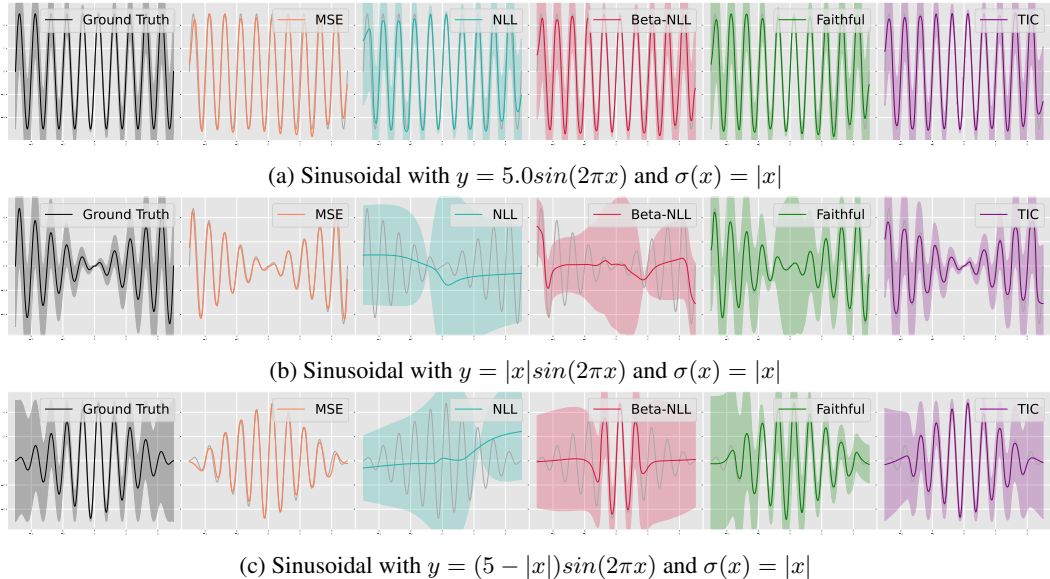 Ground Truth MSE NLL Beta-NLL Faithful TIC
(a) Sinusoidal with y = 5.0sin(2πx) and σ(x) = |x|
Ground Truth MSE NLL Beta-NLL Faithful TIC
(b) Sinusoidal with y = |x|sin(2πx) and σ(x) = |x|
Ground Truth MSE NLL Beta-NLL Faithful TIC
(c) Sinusoidal with y = (5 − |x|)sin(2πx) and σ(x) = |x|